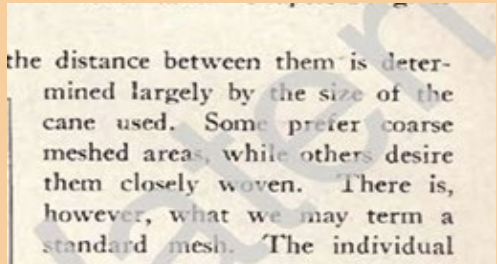 the distance between them is deter-
mined largely by the size of the
cane used. Some prefer coarse
meshed areas, while others desire
them closely woven. There is,
however, what we may term a
standard mesh. The individual